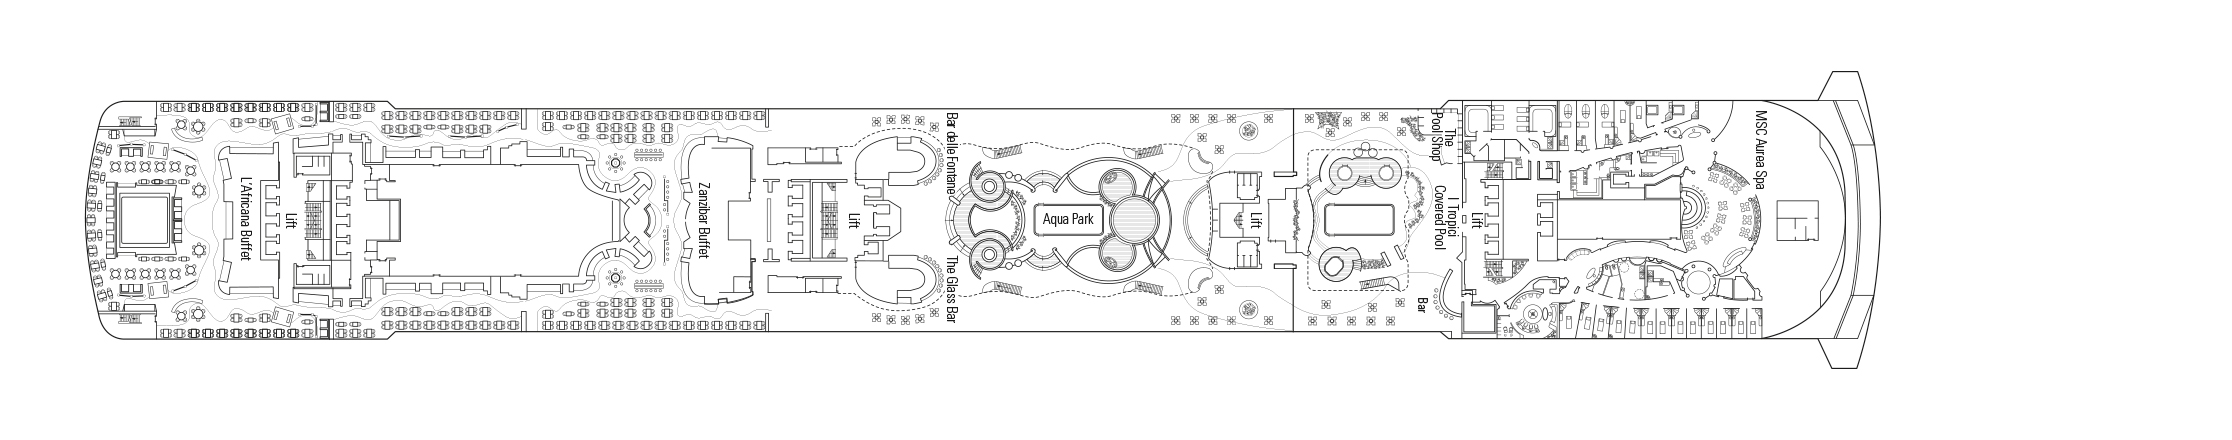 L'Africana Buffet
Lift
Zanzibar Buffet
Lift
Bar delle Fontane
The Glass Bar
Aqua Park
Lift
The
Pool Shop
I Tropici
Covered Pool
Bar
Lift
MSC Aurea Spa